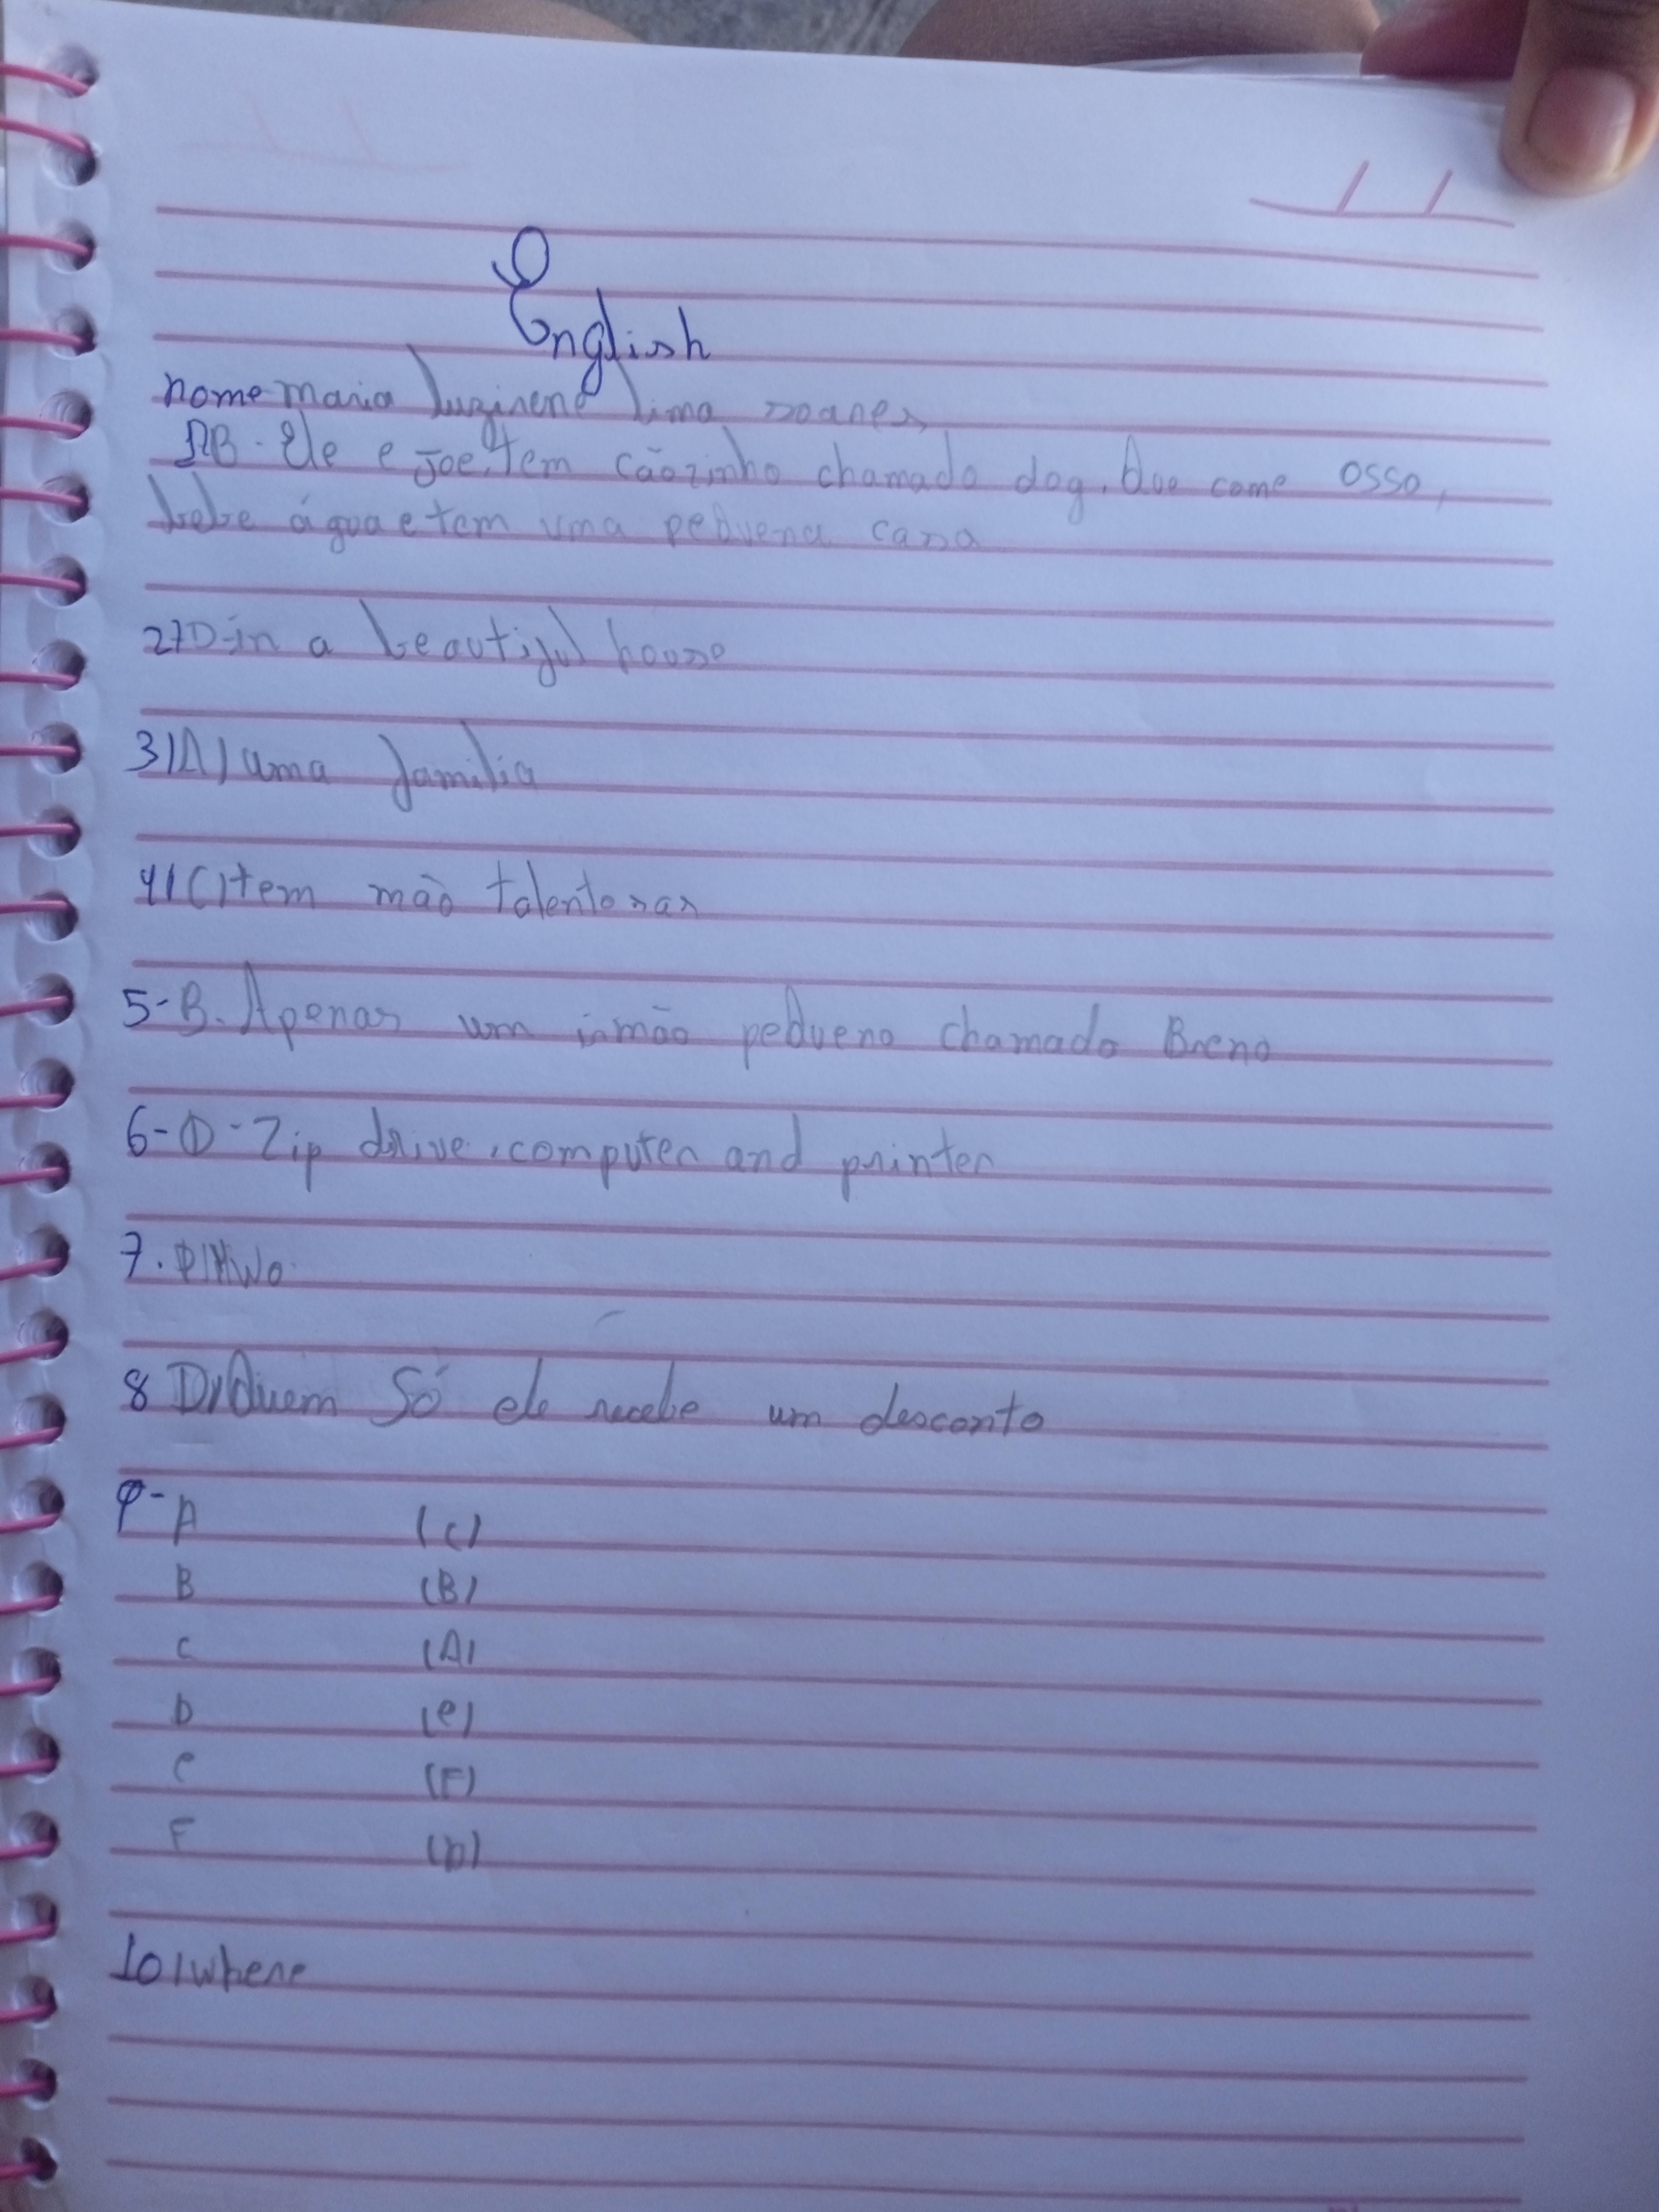 English
nome maria luzirene lima soares
1)B. Ele e Joe. Tem cãozinho chamado dog. Que come osso,
bebe água e tem uma pequena casa
2)D-in a beautiful house
3)A) uma familia
4)C) tem mão talentosas
5-B. Apenas um irmão pequeno chamado Breno
6-D-Zip drive, computer and printer
7.
8 D) Quem Só ele recebe um desconto
9- A (C)
B (B)
C (A)
D (e)
e (F)
F (D)
10) where